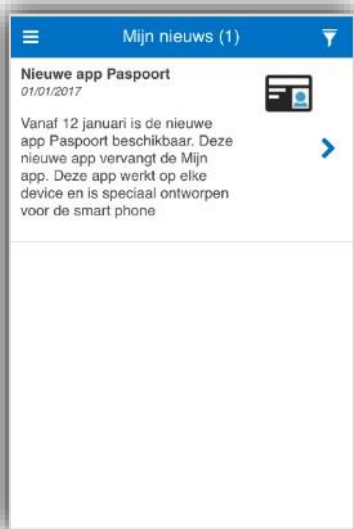 Mijn nieuws (1)
Nieuwe app Paspoort
01/01/2017
Vanaf 12 januari is de nieuwe
app Paspoort beschikbaar. Deze
nieuwe app vervangt de Mijn
app. Deze app werkt op elke
device en is speciaal ontworpen
voor de smart phone